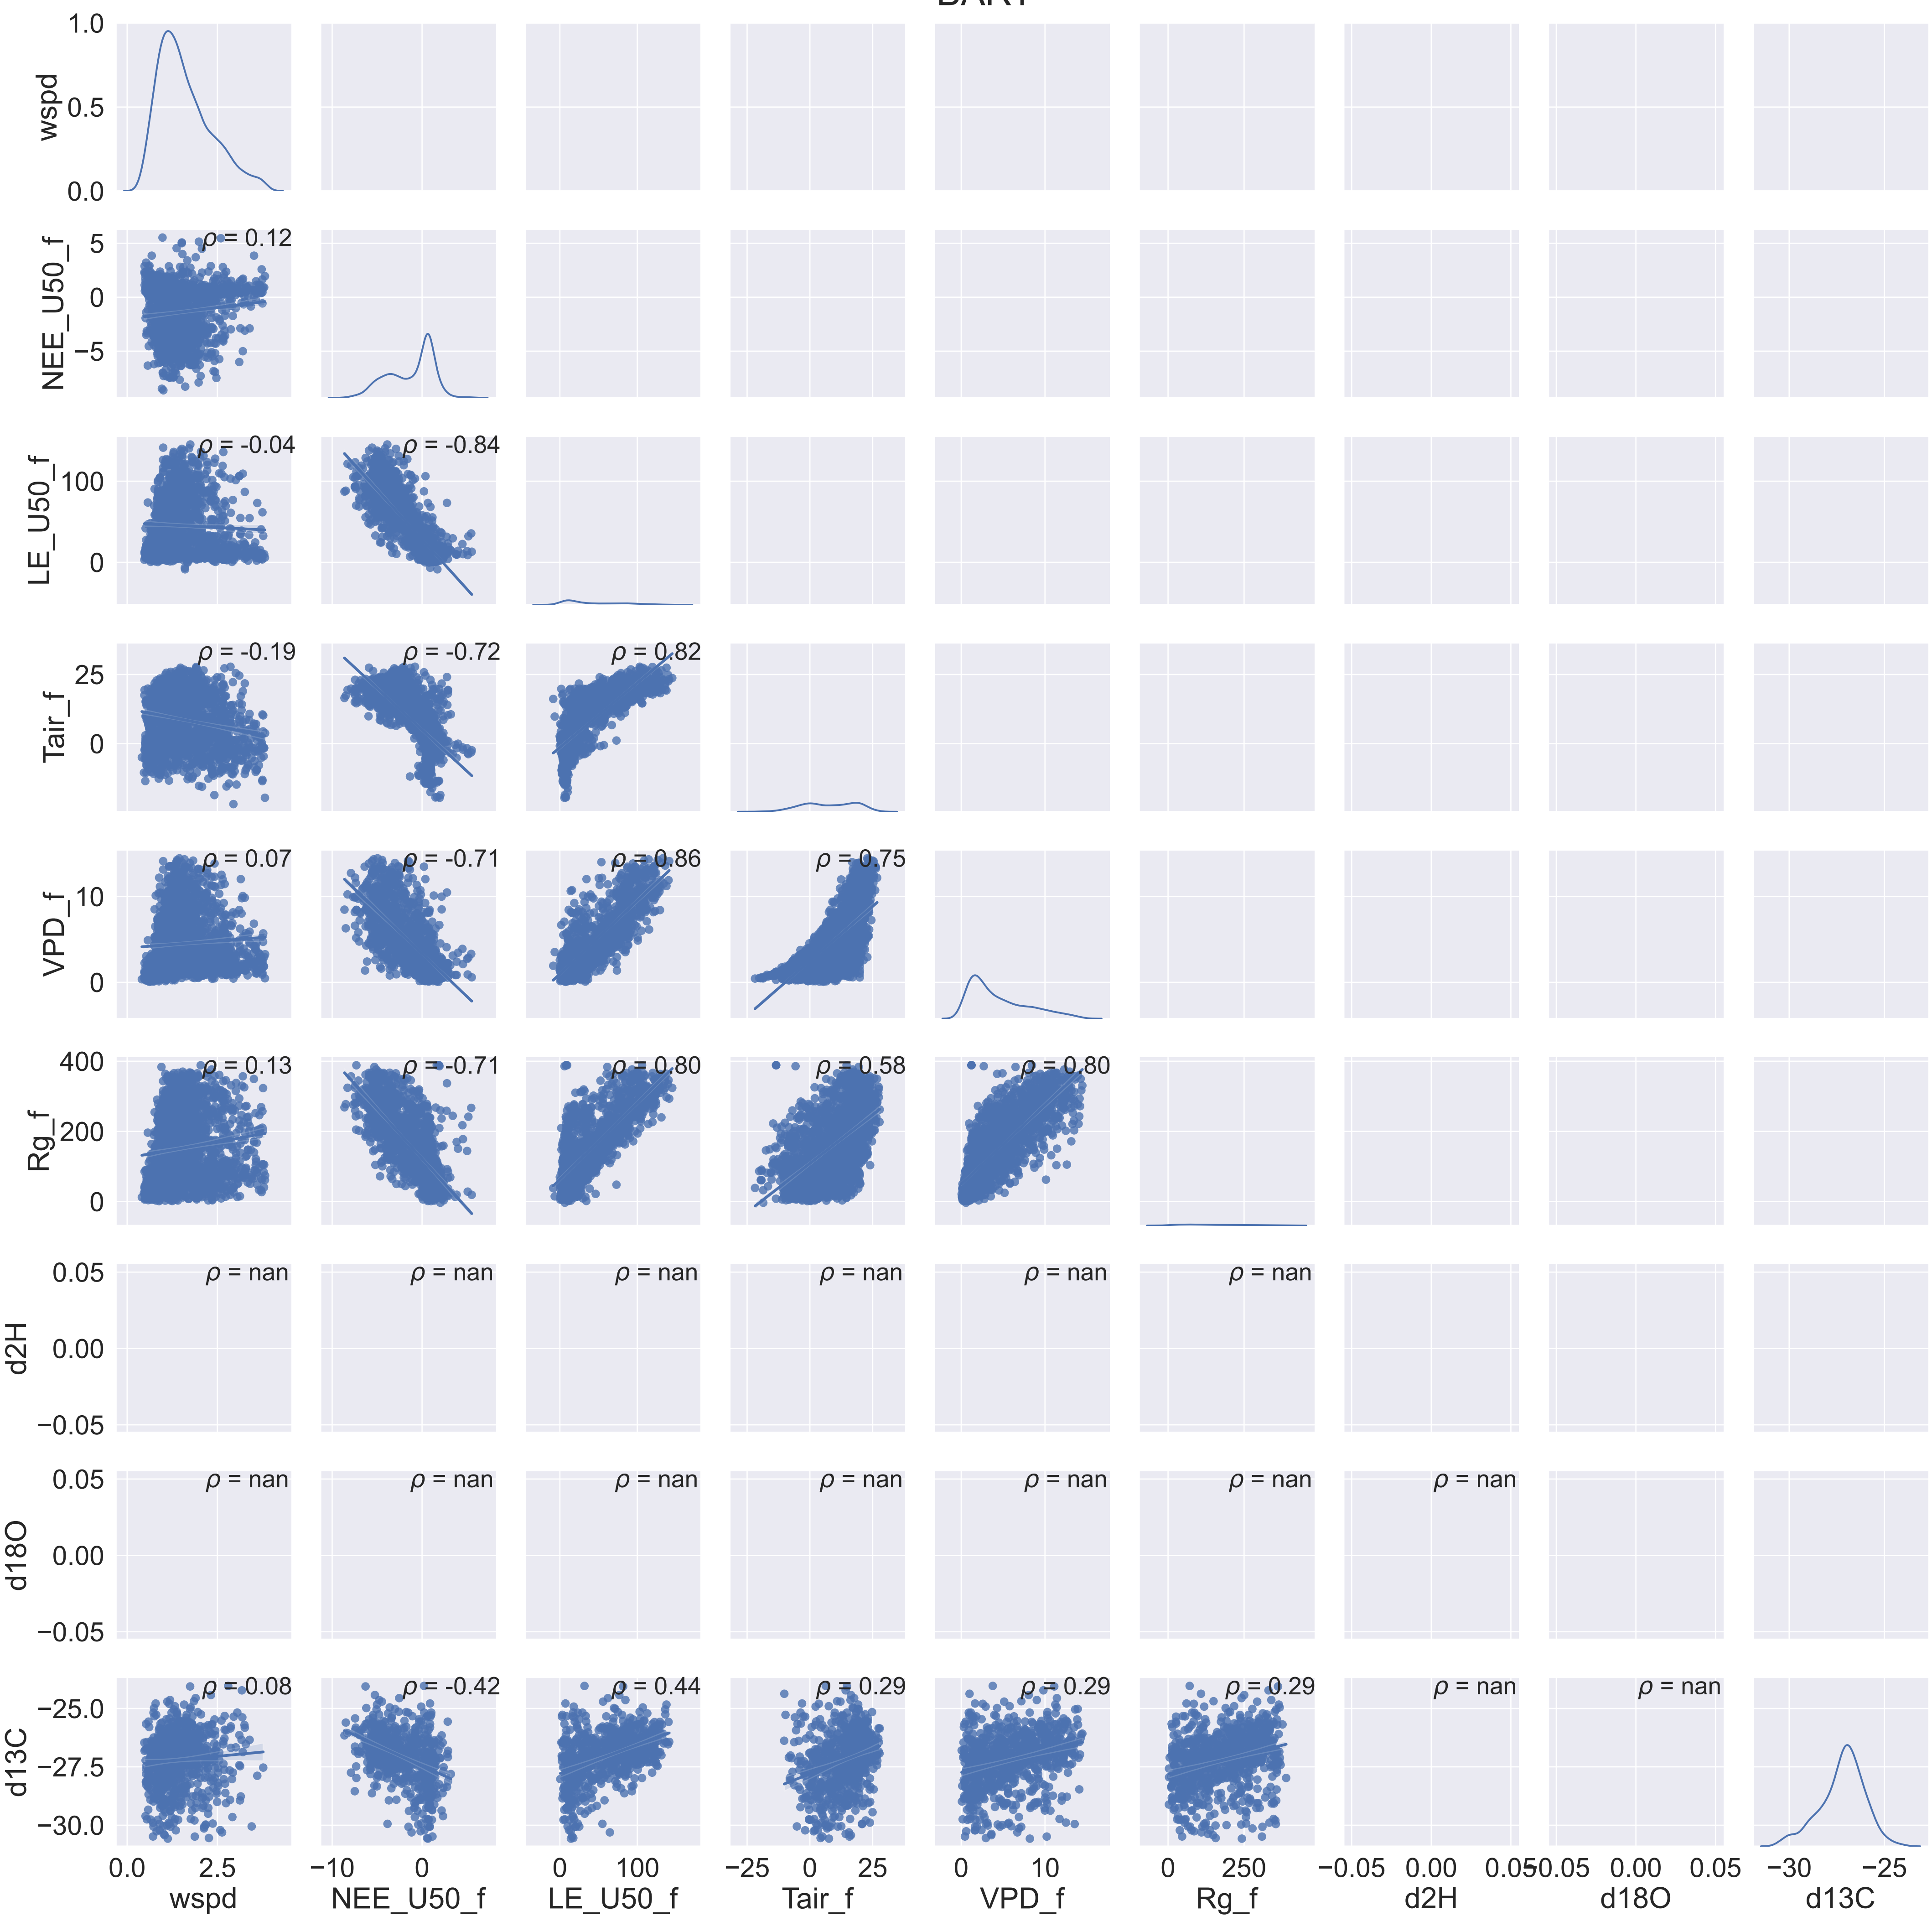 wspd
1.0
0.5
0.0
NEE_U50_f
5
0
−5
ρ = 0.12
LE_U50_f
100
0
ρ = -0.04
ρ = -0.84
Tair_f
25
0
ρ = -0.19
ρ = -0.72
ρ = 0.82
VPD_f
10
0
ρ = 0.07
ρ = -0.71
ρ = 0.86
ρ = 0.75
Rg_f
400
200
0
ρ = 0.13
ρ = -0.71
ρ = 0.80
ρ = 0.58
ρ = 0.80
d2H
0.05
0.00
−0.05
ρ = nan
ρ = nan
ρ = nan
ρ = nan
ρ = nan
ρ = nan
d18O
0.05
0.00
−0.05
ρ = nan
ρ = nan
ρ = nan
ρ = nan
ρ = nan
ρ = nan
ρ = nan
d13C
−25.0
−27.5
−30.0
ρ = 0.08
ρ = -0.42
ρ = 0.44
ρ = 0.29
ρ = 0.29
ρ = 0.29
ρ = nan
ρ = nan
0.0 2.5
−10 0
0 100
−25 0 25
0 10
0 250
−0.05 0.00 0.05
−0.05 0.00 0.05
−30 −25
wspd
NEE_U50_f
LE_U50_f
Tair_f
VPD_f
Rg_f
d2H
d18O
d13C